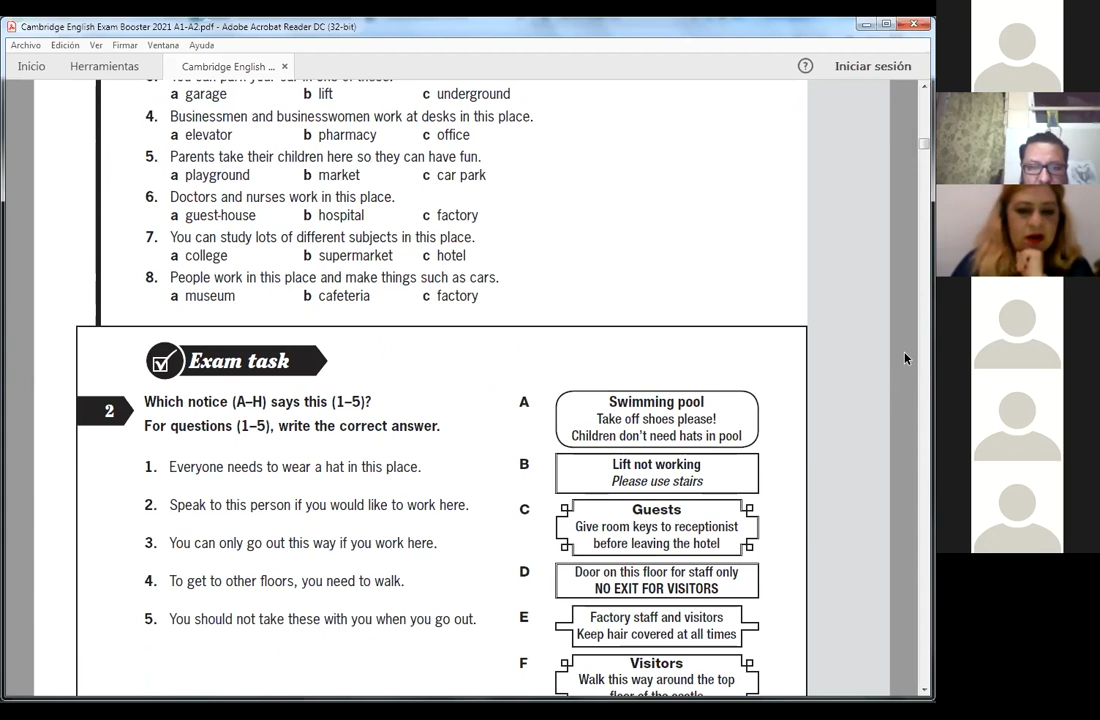 Cambridge English Exam Booster 2021 A1-A2.pdf - Adobe Acrobat Reader DC (32-bit)
Archivo Edición Ver Firmar Ventana Ayuda
Inicio Herramientas Cambridge English ... × ? Iniciar sesión
a garage b lift c underground
4. Businessmen and businesswomen work at desks in this place.
a elevator b pharmacy c office
5. Parents take their children here so they can have fun.
a playground b market c car park
6. Doctors and nurses work in this place.
a guest-house b hospital c factory
7. You can study lots of different subjects in this place.
a college b supermarket c hotel
8. People work in this place and make things such as cars.
a museum b cafeteria c factory
Exam task
2
Which notice (A–H) says this (1–5)?
For questions (1–5), write the correct answer.
1. Everyone needs to wear a hat in this place.
2. Speak to this person if you would like to work here.
3. You can only go out this way if you work here.
4. To get to other floors, you need to walk.
5. You should not take these with you when you go out.
A
Swimming pool
Take off shoes please!
Children don't need hats in pool
B
Lift not working
Please use stairs
C
Guests
Give room keys to receptionist
before leaving the hotel
D
Door on this floor for staff only
NO EXIT FOR VISITORS
E
Factory staff and visitors
Keep hair covered at all times
F
Visitors
Walk this way around the top
floor of the castle